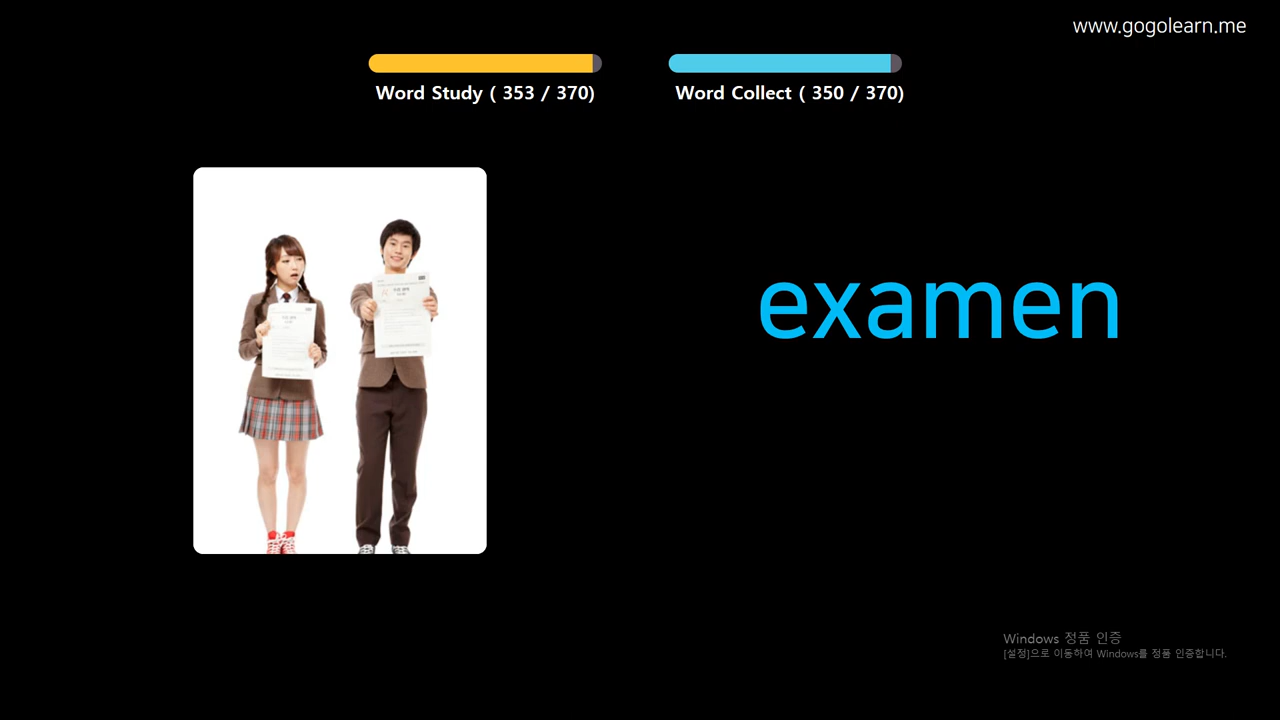 www.gogolearn.me
Word Study ( 353 / 370)
Word Collect ( 350 / 370)
examen
Windows 정품 인증
[설정]으로 이동하여 Windows를 정품 인증합니다.